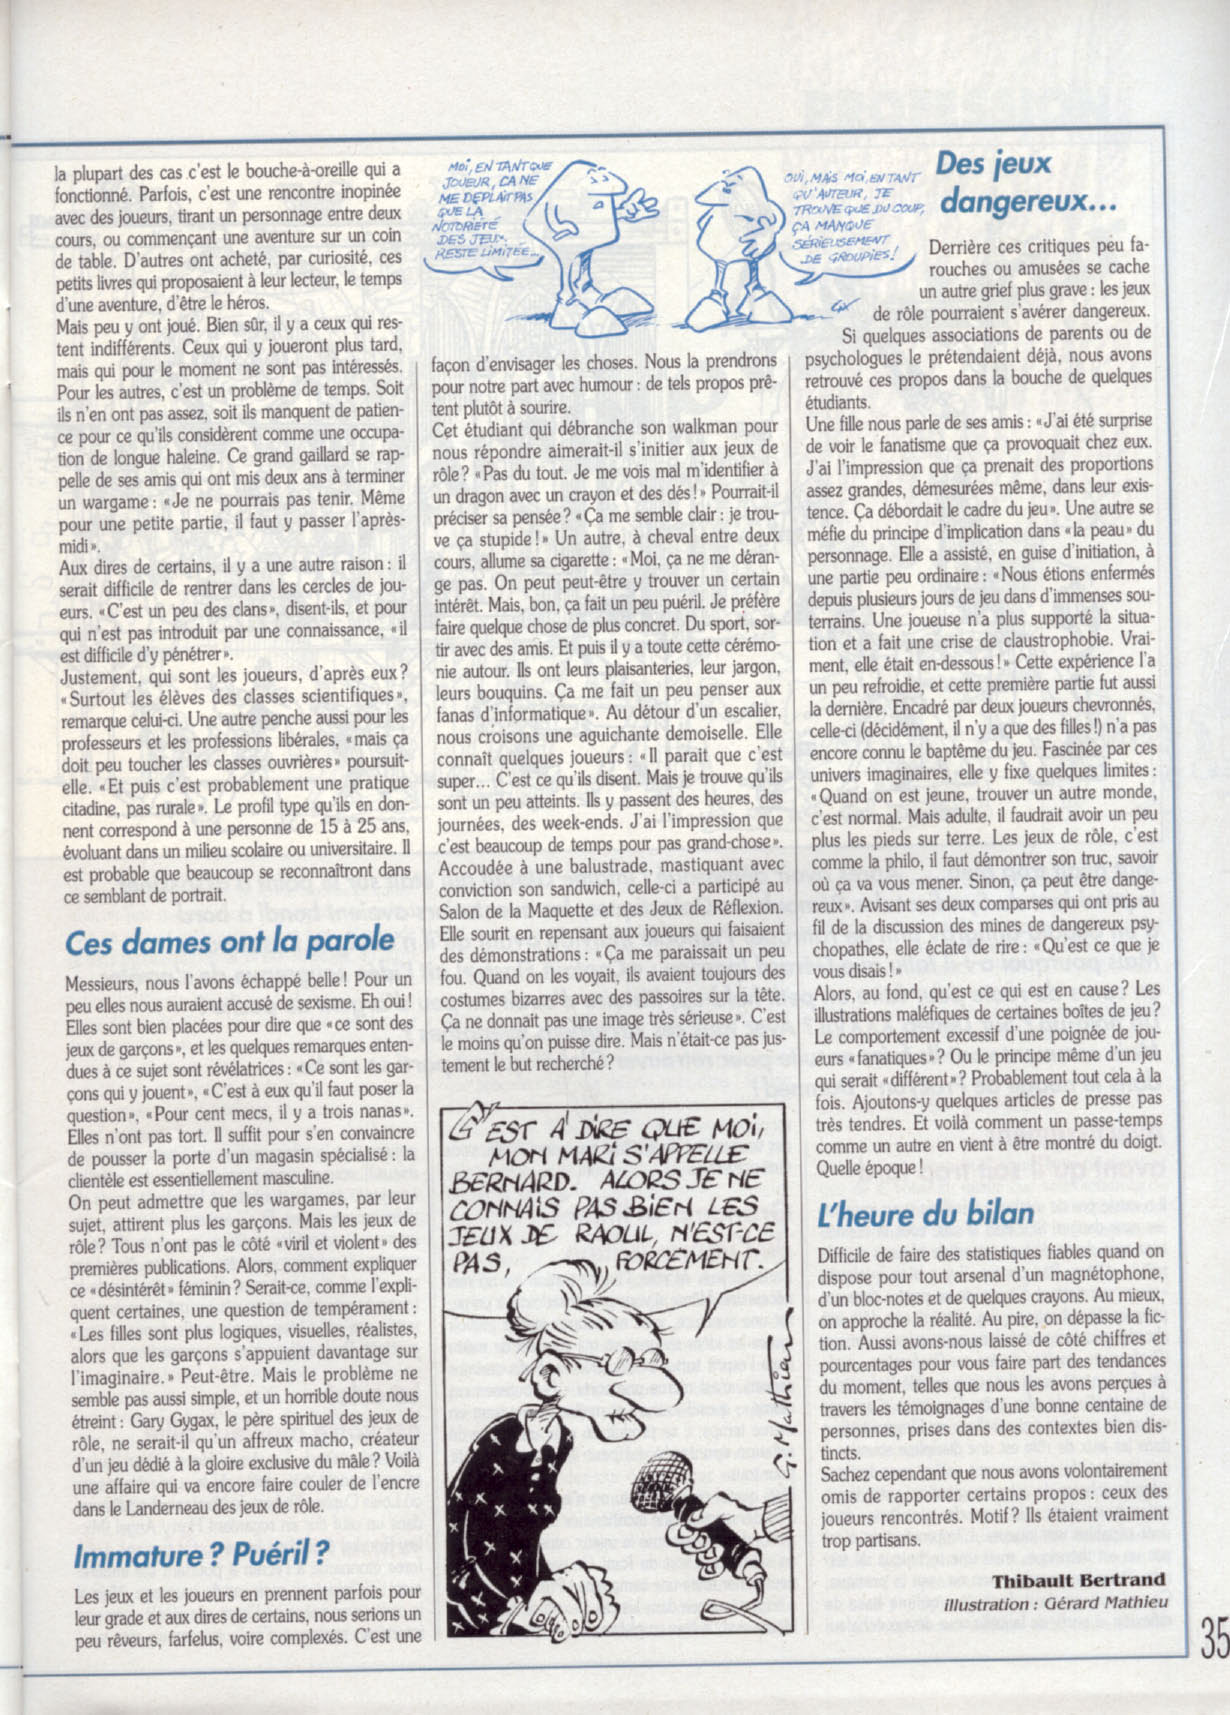 la plupart des cas c'est le bouche-à-oreille qui a
fonctionné. Parfois, c'est une rencontre inopinée
avec des joueurs, tirant un personnage entre deux
cours, ou commençant une aventure sur un coin
de table. D'autres ont acheté, par curiosité, ces
petits livres qui proposaient à leur lecteur, le temps
d'une aventure, d'être le héros.
Mais peu y ont joué. Bien sûr, il y a ceux qui res-
tent indifférents. Ceux qui y joueront plus tard,
mais qui pour le moment ne sont pas intéressés.
Pour les autres, c'est un problème de temps. Soit
ils n'en ont pas assez, soit ils manquent de patien-
ce pour ce qu'ils considèrent comme une occupa-
tion de longue haleine. Ce grand gaillard se rap-
pelle de ses amis qui ont mis deux ans à terminer
un wargame : «Je ne pourrais pas tenir. Même
pour une petite partie, il faut y passer l'après-
midi».
Aux dires de certains, il y a une autre raison : il
serait difficile de rentrer dans les cercles de jou-
eurs. «C'est un peu des clans», disent-ils, et pour
qui n'est pas introduit par une connaissance, «il
est difficile d'y pénétrer».
Justement, qui sont les joueurs, d'après eux ?
«Surtout les élèves des classes scientifiques»,
remarque celui-ci. Une autre penche aussi pour les
professeurs et les professions libérales, «mais ça
doit peu toucher les classes ouvrières» poursuit-
elle. «Et puis c'est probablement une pratique
citadine, pas rurale». Le profil type qu'ils en don-
nent correspond à une personne de 15 à 25 ans,
évoluant dans un milieu scolaire ou universitaire. Il
est probable que beaucoup se reconnaîtront dans
ce semblant de portrait.
Ces dames ont la parole
Messieurs, nous l'avons échappé belle ! Pour un
peu elles nous auraient accusé de sexisme. Eh oui !
Elles sont bien placées pour dire que «ce sont des
jeux de garçons», et les quelques remarques enten-
dues à ce sujet sont révélatrices : «Ce sont les gar-
çons qui y jouent», «C'est à eux qu'il faut poser la
question», «Pour cent mecs, il y a trois nanas».
Elles n'ont pas tort. Il suffit pour s'en convaincre
de pousser la porte d'un magasin spécialisé : la
clientèle est essentiellement masculine.
On peut admettre que les wargames, par leur
sujet, attirent plus les garçons. Mais les jeux de
rôle ? Tous n'ont pas le côté «viril et violent» des
premières publications. Alors, comment expliquer
ce «désintérêt» féminin ? Serait-ce, comme l'expli-
quent certaines, une question de tempérament :
«Les filles sont plus logiques, visuelles, réalistes,
alors que les garçons s'appuient davantage sur
l'imaginaire.» Peut-être. Mais le problème ne
semble pas aussi simple, et un horrible doute nous
étreint : Gary Gygax, le père spirituel des jeux de
rôle, ne serait-il qu'un affreux macho, créateur
d'un jeu dédié à la gloire exclusive du mâle ? Voilà
une affaire qui va encore faire couler de l'encre
dans le Landerneau des jeux de rôle.
Immature ? Puéril ?
Les jeux et les joueurs en prennent parfois pour
leur grade et aux dires de certains, nous serions un
peu rêveurs, farfelus, voire complexés. C'est une
MOI, EN TANT QUE
JOUEUR, CA NE
ME DÉPLAÎT PAS
QUE LA
NOTORIÉTÉ
DES JEUX
RESTE LIMITÉE...
OUI, MAIS MOI, EN TANT
QU'AUTEUR, JE
TROUVE QUE DU COUP,
ÇA MANQUE
SÉRIEUSEMENT
DE GROUPIES !
façon d'envisager les choses. Nous la prendrons
pour notre part avec humour : de tels propos prê-
tent plutôt à sourire.
Cet étudiant qui débranche son walkman pour
nous répondre aimerait-il s'initier aux jeux de
rôle ? «Pas du tout. Je me vois mal m'identifier à
un dragon avec un crayon et des dés !» Pourrait-il
préciser sa pensée ? «Ça me semble clair : je trou-
ve ça stupide !» Un autre, à cheval entre deux
cours, allume sa cigarette : «Moi, ça ne me déran-
ge pas. On peut peut-être y trouver un certain
intérêt. Mais, bon, ça fait un peu puéril. Je préfère
faire quelque chose de plus concret. Du sport, sor-
tir avec des amis. Et puis il y a toute cette cérémo-
nie autour. Ils ont leurs plaisanteries, leur jargon,
leurs bouquins. Ça me fait un peu penser aux
fanas d'informatique». Au détour d'un escalier,
nous croisons une aguichante demoiselle. Elle
connaît quelques joueurs : «Il parait que c'est
super... C'est ce qu'ils disent. Mais je trouve qu'ils
sont un peu atteints. Ils y passent des heures, des
journées, des week-ends. J'ai l'impression que
c'est beaucoup de temps pour pas grand-chose».
Accoudée à une balustrade, mastiquant avec
conviction son sandwich, celle-ci a participé au
Salon de la Maquette et des Jeux de Réflexion.
Elle sourit en repensant aux joueurs qui faisaient
des démonstrations : «Ça me paraissait un peu
fou. Quand on les voyait, ils avaient toujours des
costumes bizarres avec des passoires sur la tête.
Ça ne donnait pas une image très sérieuse». C'est
le moins qu'on puisse dire. Mais n'était-ce pas jus-
tement le but recherché ?
C'EST À DIRE QUE MOI,
MON MARI S'APPELLE
BERNARD. ALORS JE NE
CONNAIS PAS BIEN LES
JEUX DE RAOUL, N'EST-CE
PAS, FORCÉMENT.
G. Mathieu
Des jeux
dangereux...
Derrière ces critiques peu fa-
rouches ou amusées se cache
un autre grief plus grave : les jeux
de rôle pourraient s'avérer dangereux.
Si quelques associations de parents ou de
psychologues le prétendaient déjà, nous avons
retrouvé ces propos dans la bouche de quelques
étudiants.
Une fille nous parle de ses amis : «J'ai été surprise
de voir le fanatisme que ça provoquait chez eux.
J'ai l'impression que ça prenait des proportions
assez grandes, démesurées même, dans leur exis-
tence. Ça débordait le cadre du jeu». Une autre se
méfie du principe d'implication dans «la peau» du
personnage. Elle a assisté, en guise d'initiation, à
une partie peu ordinaire : «Nous étions enfermés
depuis plusieurs jours de jeu dans d'immenses sou-
terrains. Une joueuse n'a plus supporté la situa-
tion et a fait une crise de claustrophobie. Vrai-
ment, elle était en-dessous !» Cette expérience l'a
un peu refroidie, et cette première partie fut aussi
la dernière. Encadré par deux joueurs chevronnés,
celle-ci (décidément, il n'y a que des filles !) n'a pas
encore connu le baptême du jeu. Fascinée par ces
univers imaginaires, elle y fixe quelques limites :
«Quand on est jeune, trouver un autre monde,
c'est normal. Mais adulte, il faudrait avoir un peu
plus les pieds sur terre. Les jeux de rôle, c'est
comme la philo, il faut démontrer son truc, savoir
où ça va vous mener. Sinon, ça peut être dange-
reux». Avisant ses deux comparses qui ont pris au
fil de la discussion des mines de dangereux psy-
chopathes, elle éclate de rire : «Qu'est ce que je
vous disais !»
Alors, au fond, qu'est ce qui est en cause ? Les
illustrations maléfiques de certaines boîtes de jeu ?
Le comportement excessif d'une poignée de jou-
eurs «fanatiques» ? Ou le principe même d'un jeu
qui serait «différent» ? Probablement tout cela à la
fois. Ajoutons-y quelques articles de presse pas
très tendres. Et voilà comment un passe-temps
comme un autre en vient à être montré du doigt.
Quelle époque !
L'heure du bilan
Difficile de faire des statistiques fiables quand on
dispose pour tout arsenal d'un magnétophone,
d'un bloc-notes et de quelques crayons. Au mieux,
on approche la réalité. Au pire, on dépasse la fic-
tion. Aussi avons-nous laissé de côté chiffres et
pourcentages pour vous faire part des tendances
du moment, telles que nous les avons perçues à
travers les témoignages d'une bonne centaine de
personnes, prises dans des contextes bien dis-
tincts.
Sachez cependant que nous avons volontairement
omis de rapporter certains propos : ceux des
joueurs rencontrés. Motif ? Ils étaient vraiment
trop partisans.
Thibault Bertrand
illustration : Gérard Mathieu
35